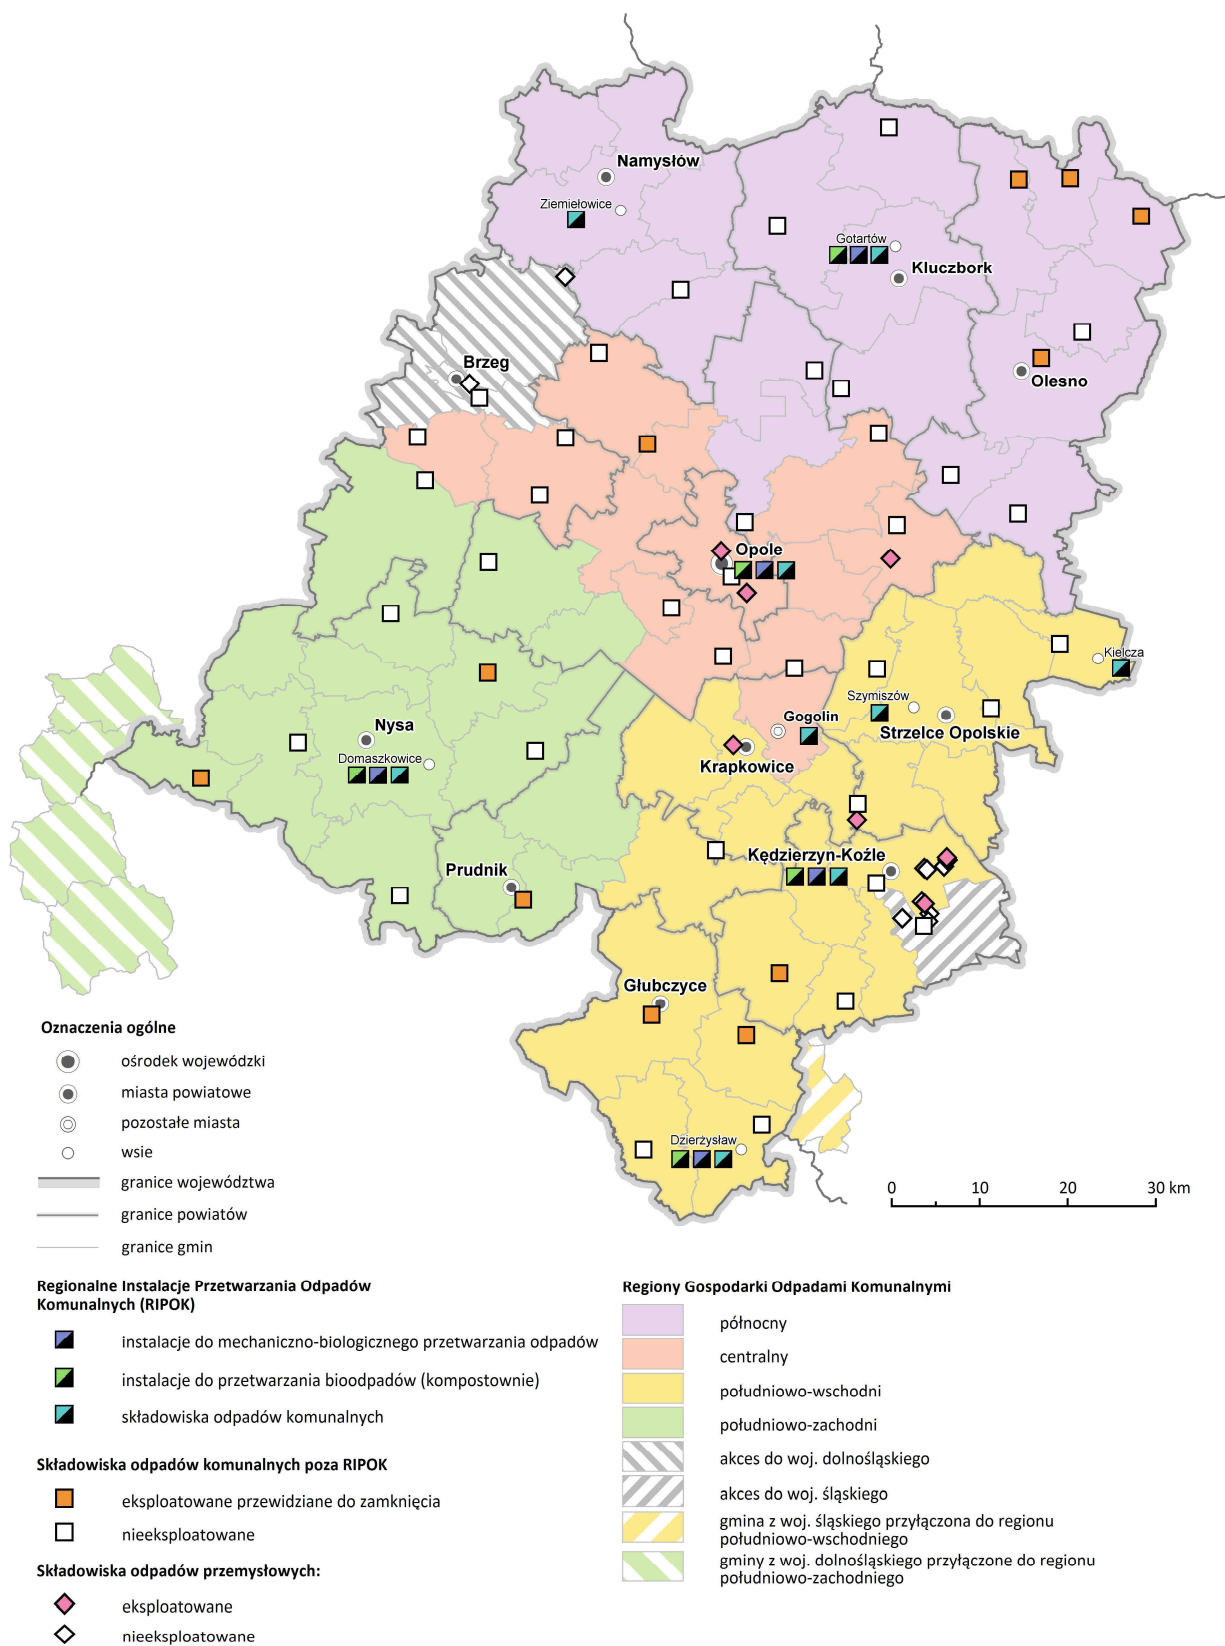 Namysłów
Ziemiełowice
Gotartów
Kluczbork
Brzeg
Olesno
Opole
Kielcza
Szymiszów
Gogolin
Strzelce Opolskie
Nysa
Domaszkowice
Krapkowice
Prudnik
Kędzierzyn-Koźle
Głubczyce
Dzierżysław
Oznaczenia ogólne
ośrodek wojewódzki
miasta powiatowe
pozostałe miasta
wsie
granice województwa
granice powiatów
granice gmin
0 10 20 30 km
Regionalne Instalacje Przetwarzania Odpadów
Komunalnych (RIPOK)
instalacje do mechaniczno-biologicznego przetwarzania odpadów
instalacje do przetwarzania bioodpadów (kompostownie)
składowiska odpadów komunalnych
Składowiska odpadów komunalnych poza RIPOK
eksploatowane przewidziane do zamknięcia
nieeksploatowane
Składowiska odpadów przemysłowych:
eksploatowane
nieeksploatowane
Regiony Gospodarki Odpadami Komunalnymi
północny
centralny
południowo-wschodni
południowo-zachodni
akces do woj. dolnośląskiego
akces do woj. śląskiego
gmina z woj. śląskiego przyłączona do regionu
południowo-wschodniego
gminy z woj. dolnośląskiego przyłączone do regionu
południowo-zachodniego